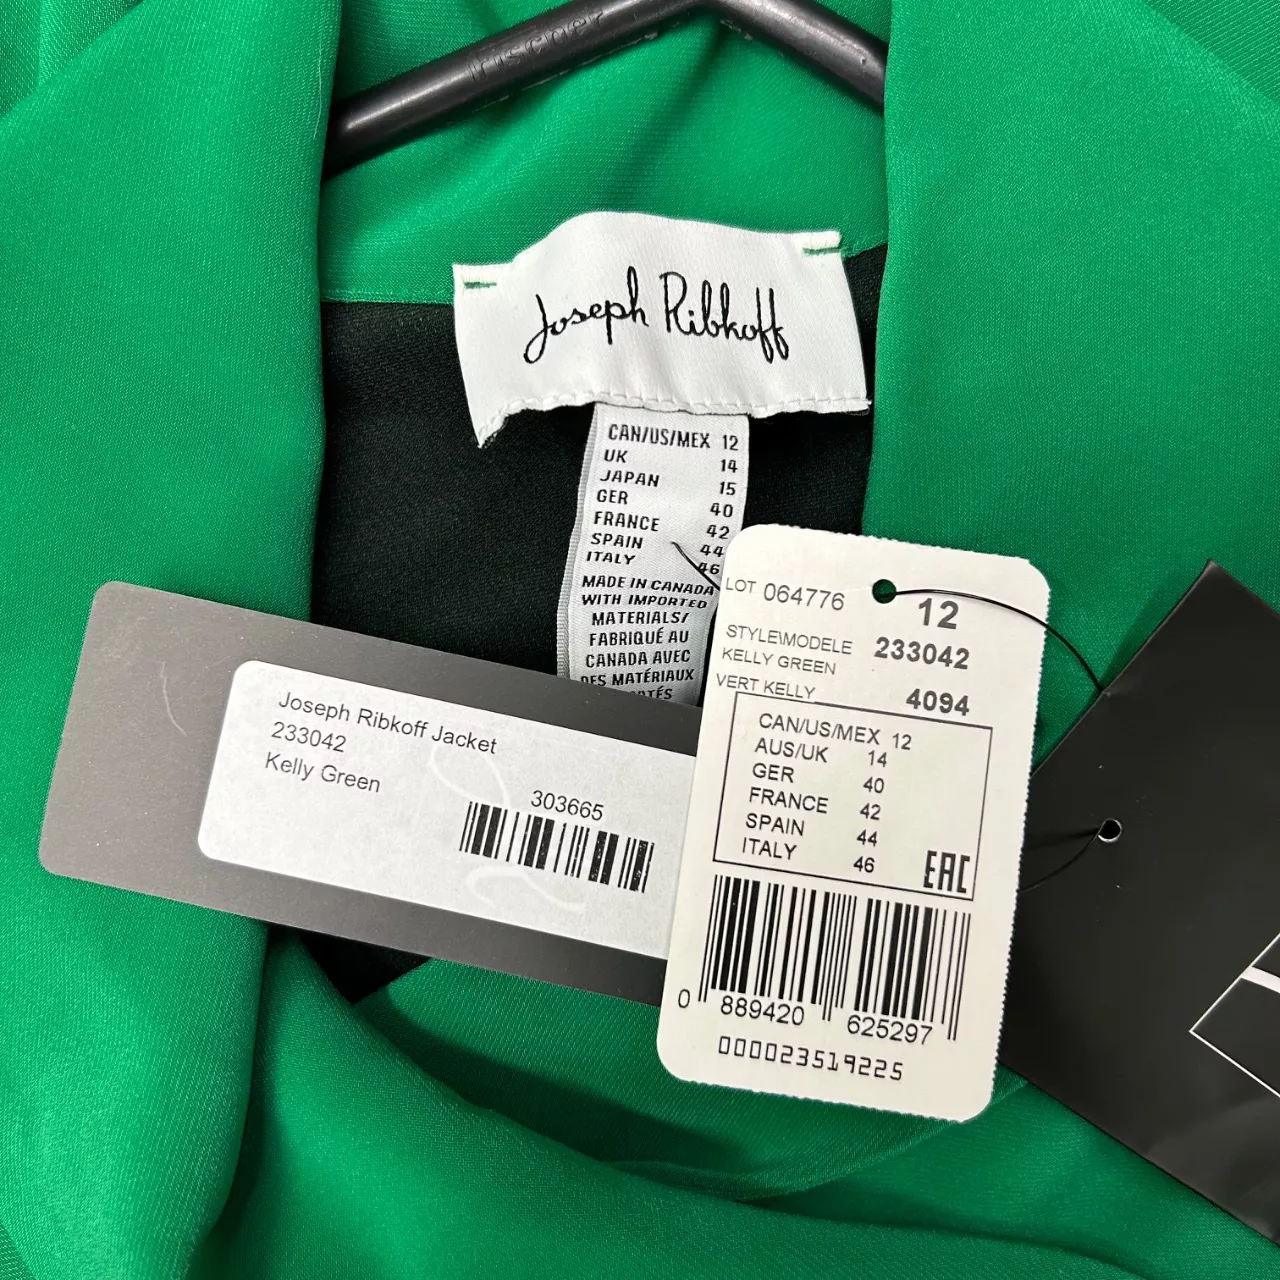 fischer
Joseph Ribkoff
CAN/US/MEX 12
UK 14
JAPAN 15
GER 40
FRANCE 42
SPAIN 44
ITALY 46
MADE IN CANADA
WITH IMPORTED
MATERIALS/
FABRIQUÉ AU
CANADA AVEC
DES MATÉRIAUX
Joseph Ribkoff Jacket
233042
Kelly Green
303665
LOT 064776
12
STYLE\MODELE 233042
KELLY GREEN
VERT KELLY 4094
CAN/US/MEX 12
AUS/UK 14
GER 40
FRANCE 42
SPAIN 44
ITALY 46
EAC
0 889420 625297
000023519225